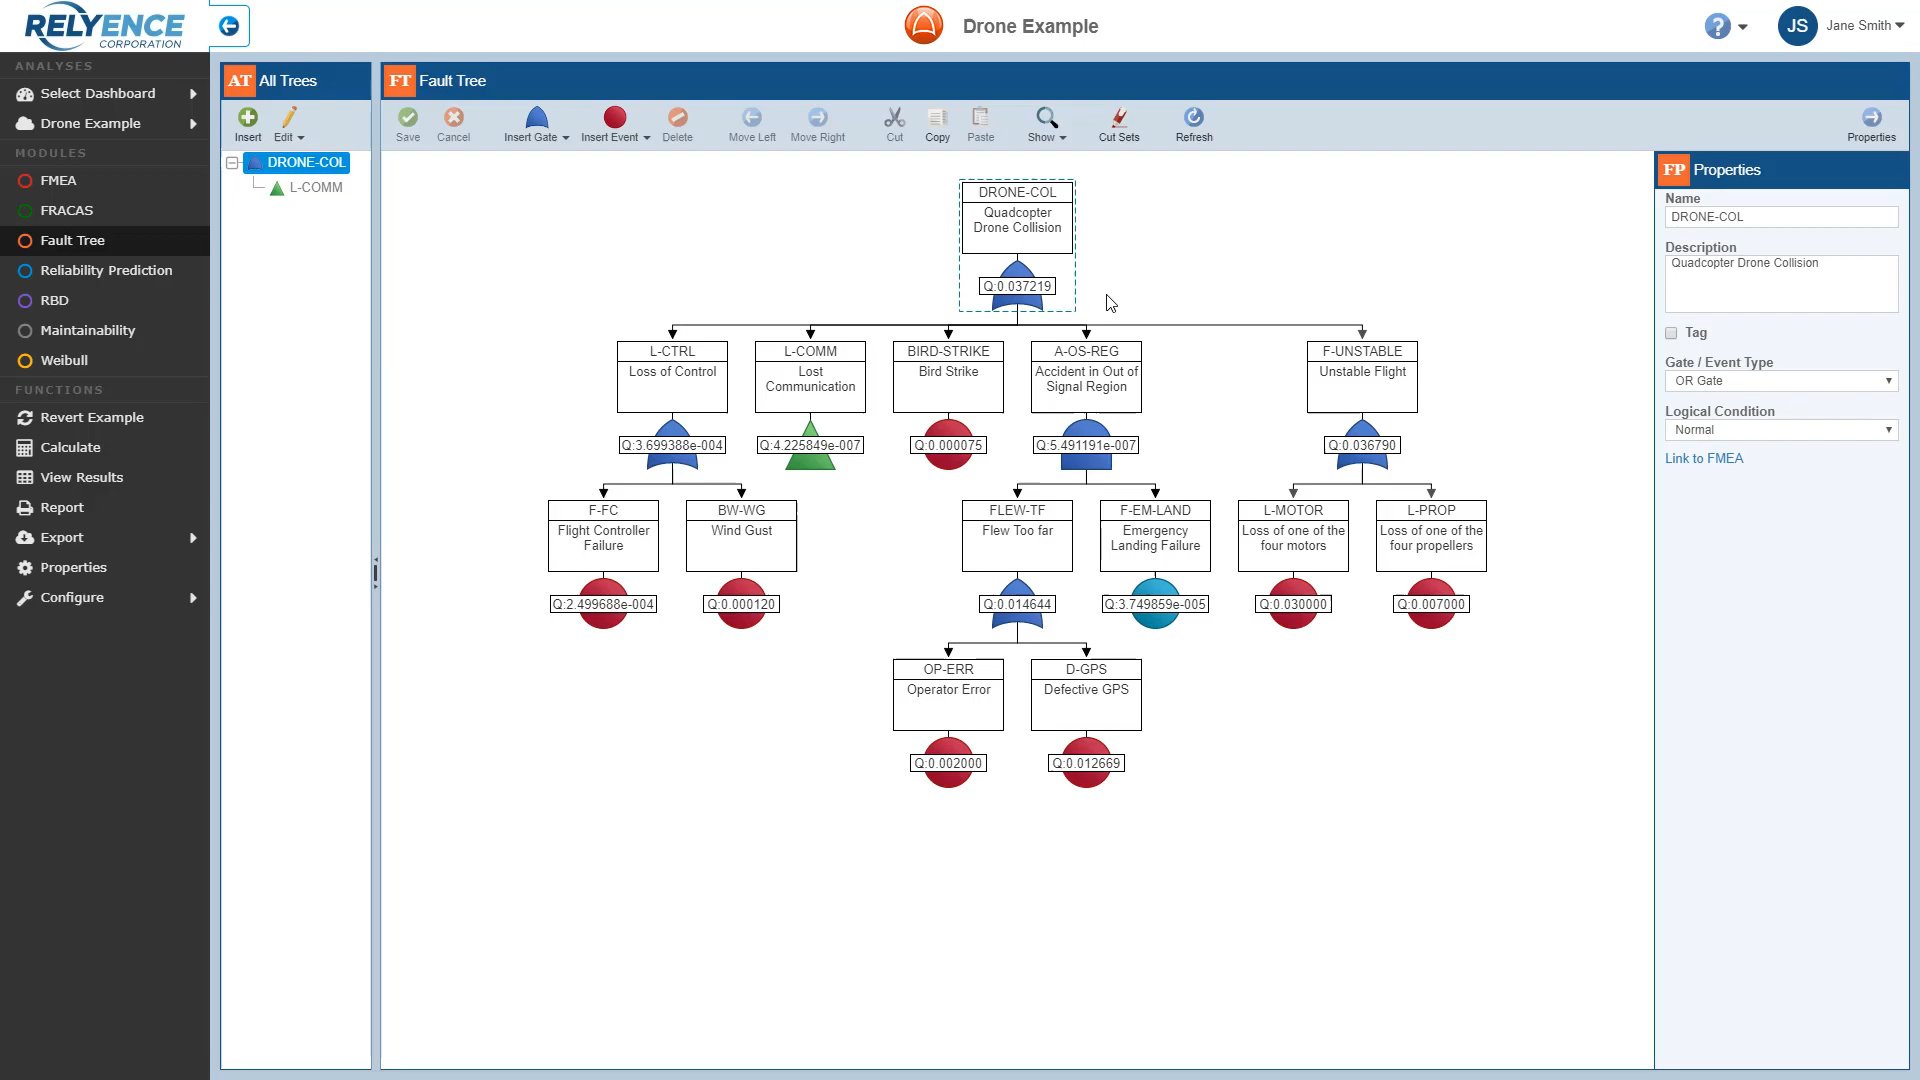 RELYENCE
CORPORATION
Drone Example
?
JS
Jane Smith
ANALYSES
Select Dashboard
Drone Example
MODULES
FMEA
FRACAS
Fault Tree
Reliability Prediction
RBD
Maintainability
Weibull
FUNCTIONS
Revert Example
Calculate
View Results
Report
Export
Properties
Configure
AT All Trees
Insert
Edit
DRONE-COL
L-COMM
FT Fault Tree
Save
Cancel
Insert Gate
Insert Event
Delete
Move Left
Move Right
Cut
Copy
Paste
Show
Cut Sets
Refresh
Properties
DRONE-COL
Quadcopter
Drone Collision
Q:0.037219
L-CTRL
Loss of Control
Q:3.699388e-004
L-COMM
Lost
Communication
Q:4.225849e-007
BIRD-STRIKE
Bird Strike
Q:0.000075
A-OS-REG
Accident in Out of
Signal Region
Q:5.491191e-007
F-UNSTABLE
Unstable Flight
Q:0.036790
F-FC
Flight Controller
Failure
Q:2.499688e-004
BW-WG
Wind Gust
Q:0.000120
FLEW-TF
Flew Too far
Q:0.014644
F-EM-LAND
Emergency
Landing Failure
Q:3.749859e-005
L-MOTOR
Loss of one of the
four motors
Q:0.030000
L-PROP
Loss of one of the
four propellers
Q:0.007000
OP-ERR
Operator Error
Q:0.002000
D-GPS
Defective GPS
Q:0.012669
FP Properties
Name
DRONE-COL
Description
Quadcopter Drone Collision
Tag
Gate / Event Type
OR Gate
Logical Condition
Normal
Link to FMEA